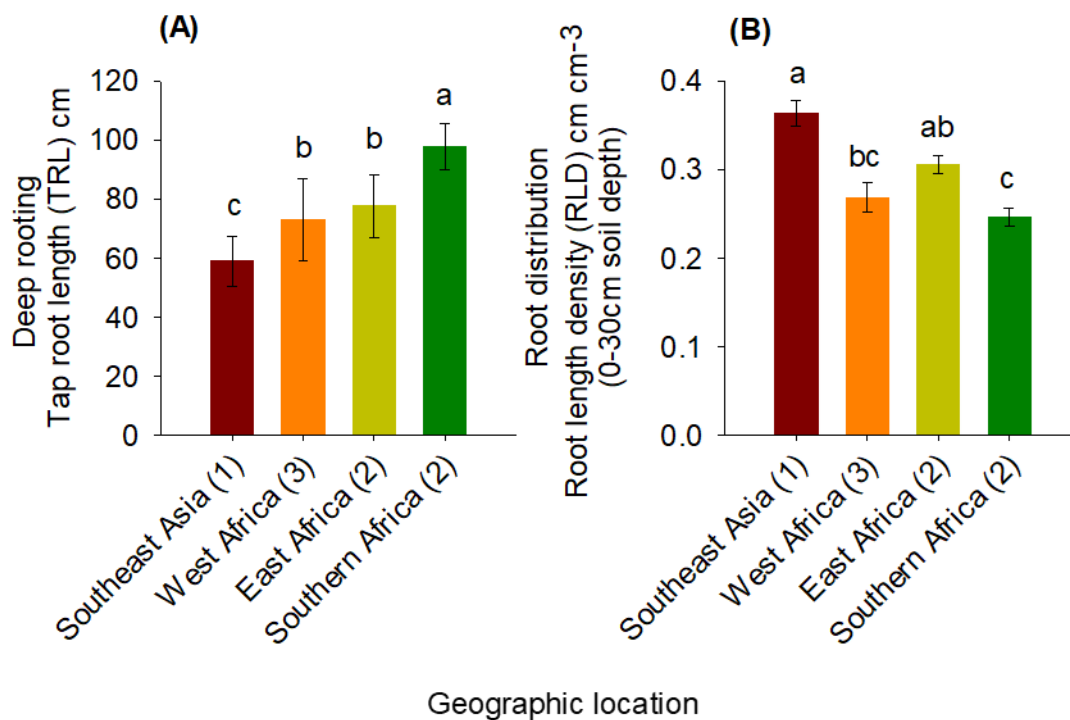 (A)
Deep rooting
Tap root length (TRL) cm
120
100
80
60
40
20
0
c
b
b
a
Southeast Asia (1)
West Africa (3)
East Africa (2)
Southern Africa (2)
(B)
Root distribution
Root length density (RLD) cm cm-3
(0-30cm soil depth)
0.4
0.3
0.2
0.1
0.0
a
bc
ab
c
Southeast Asia (1)
West Africa (3)
East Africa (2)
Southern Africa (2)
Geographic location